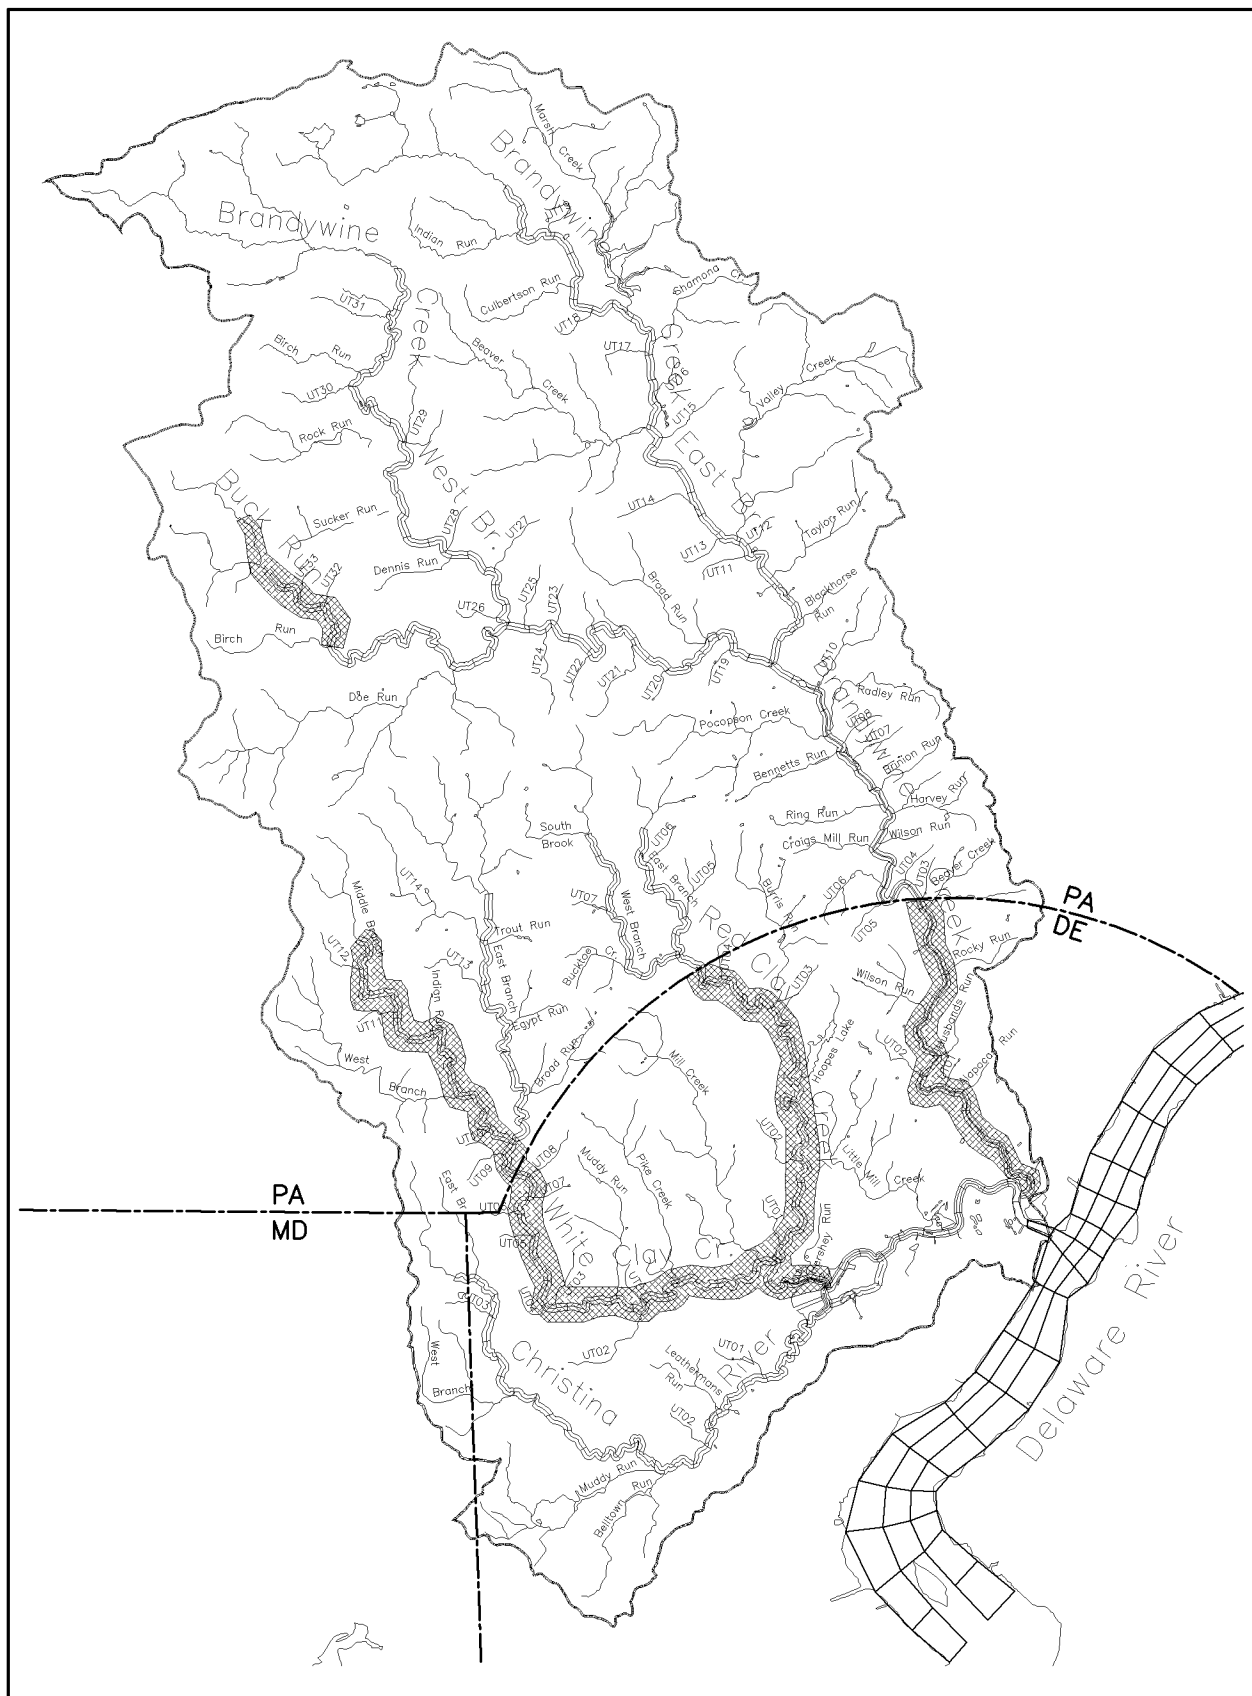 Marsh
Creek
Brandywine
Brandywine
Indian Run
Culbertson Run
Shamona
UT31
Creek
UT18
UT17
Creek
Birch Run
Beaver
Creek
Valley Creek
UT30
UT15
UT29
Rock Run
West Br.
East Br.
Buck Run
Sucker Run
UT28
UT27
UT14
UT12
Taylor Run
UT13
UT33
UT32
Dennis Run
UT25
UT11
Broad Run
Blackhorse
Run
UT26
UT23
Birch Run
UT24
UT22
UT21
UT20
UT19
UT10
Doe Run
Radley Run
Brandywine
Pocopson Creek
UT08
UT07
Bennetts Run
Brinton Run
Harvey Run
Ring Run
South
Brook
UT06
Craigs Mill Run
Wilson Run
UT04
UT03
Beaver Creek
UT14
Middle
East Branch
UT05
UT06
Burris Run
UT07
West Branch
PA
DE
Creek
Red Clay
UT12
Trout Run
UT05
Rocky Run
UT13
East Branch
Bucktoe
Cr.
Indian
UT03
Wilson Run
UT11
Egypt Run
Husbands Run
Hoopes Lake
UT02
West
Branch
Broad Run
Mill Creek
Creek
UT02
UT08
Muddy Run
Pike Creek
Little Mill Creek
UT09
East Br.
UT07
PA
MD
UT05
White Clay Cr.
UT03
UT03
River
UT01
Christina
River
UT02
Leathermans
Run
West
Branch
UT02
Delaware River
Muddy Run
Belltown Run